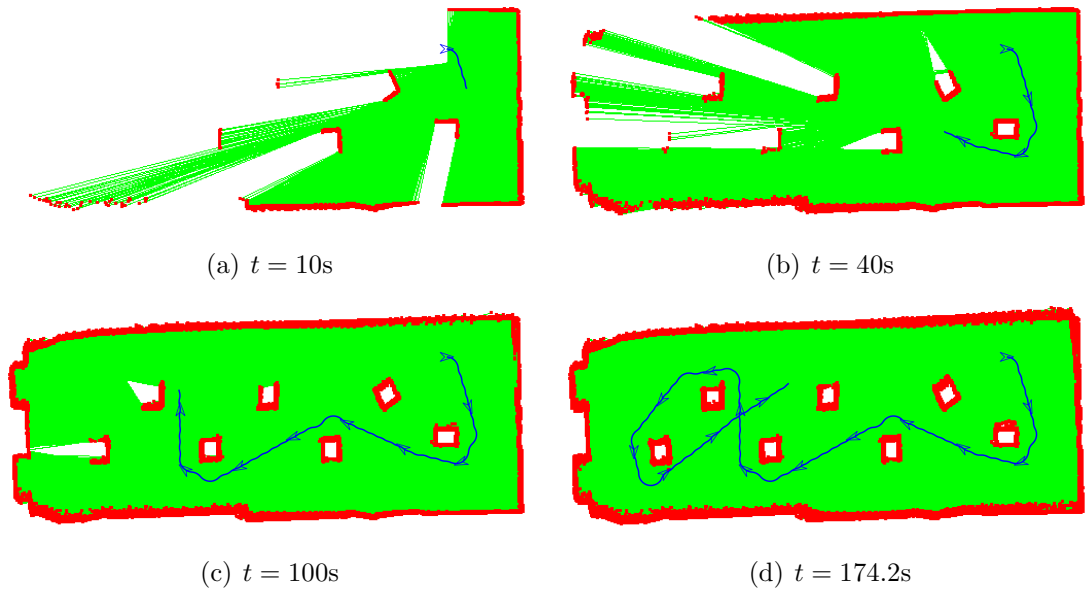 (a) t = 10s
(b) t = 40s
(c) t = 100s
(d) t = 174.2s